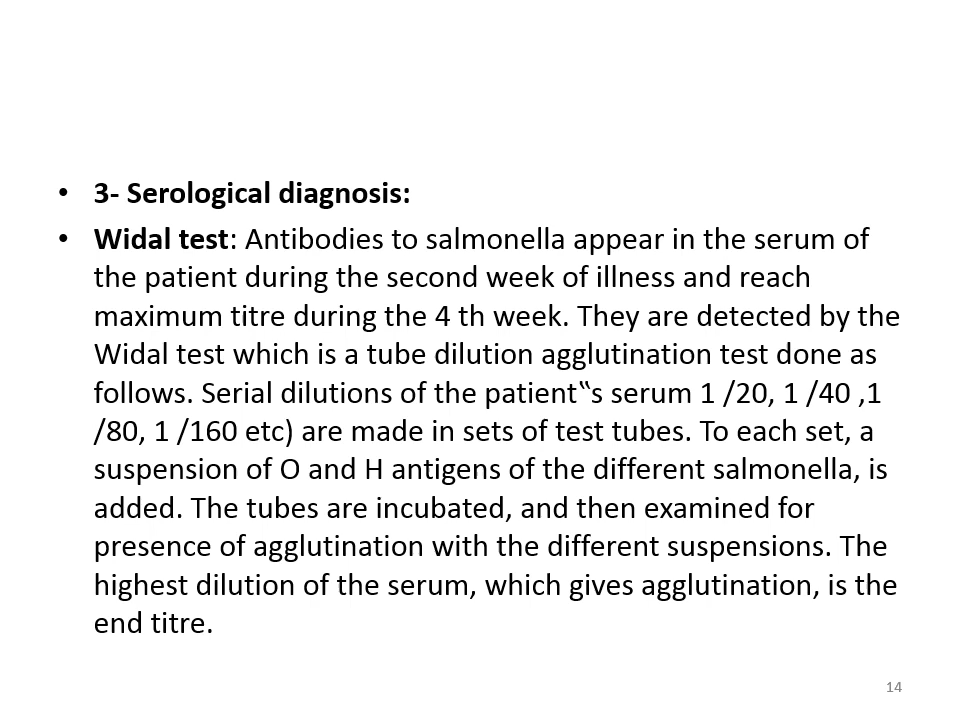 • 3- Serological diagnosis:
• Widal test: Antibodies to salmonella appear in the serum of
the patient during the second week of illness and reach
maximum titre during the 4 th week. They are detected by the
Widal test which is a tube dilution agglutination test done as
follows. Serial dilutions of the patient‟s serum 1 /20, 1 /40 ,1
/80, 1 /160 etc) are made in sets of test tubes. To each set, a
suspension of O and H antigens of the different salmonella, is
added. The tubes are incubated, and then examined for
presence of agglutination with the different suspensions. The
highest dilution of the serum, which gives agglutination, is the
end titre.
14